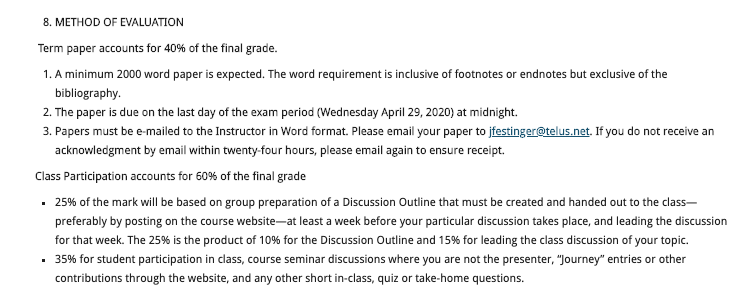 8. METHOD OF EVALUATION
Term paper accounts for 40% of the final grade.
1. A minimum 2000 word paper is expected. The word requirement is inclusive of footnotes or endnotes but exclusive of the
bibliography.
2. The paper is due on the last day of the exam period (Wednesday April 29, 2020) at midnight.
3. Papers must be e-mailed to the Instructor in Word format. Please email your paper to jfestinger@telus.net. If you do not receive an
acknowledgment by email within twenty-four hours, please email again to ensure receipt.
Class Participation accounts for 60% of the final grade
▪ 25% of the mark will be based on group preparation of a Discussion Outline that must be created and handed out to the class—
preferably by posting on the course website—at least a week before your particular discussion takes place, and leading the discussion
for that week. The 25% is the product of 10% for the Discussion Outline and 15% for leading the class discussion of your topic.
▪ 35% for student participation in class, course seminar discussions where you are not the presenter, “Journey” entries or other
contributions through the website, and any other short in-class, quiz or take-home questions.